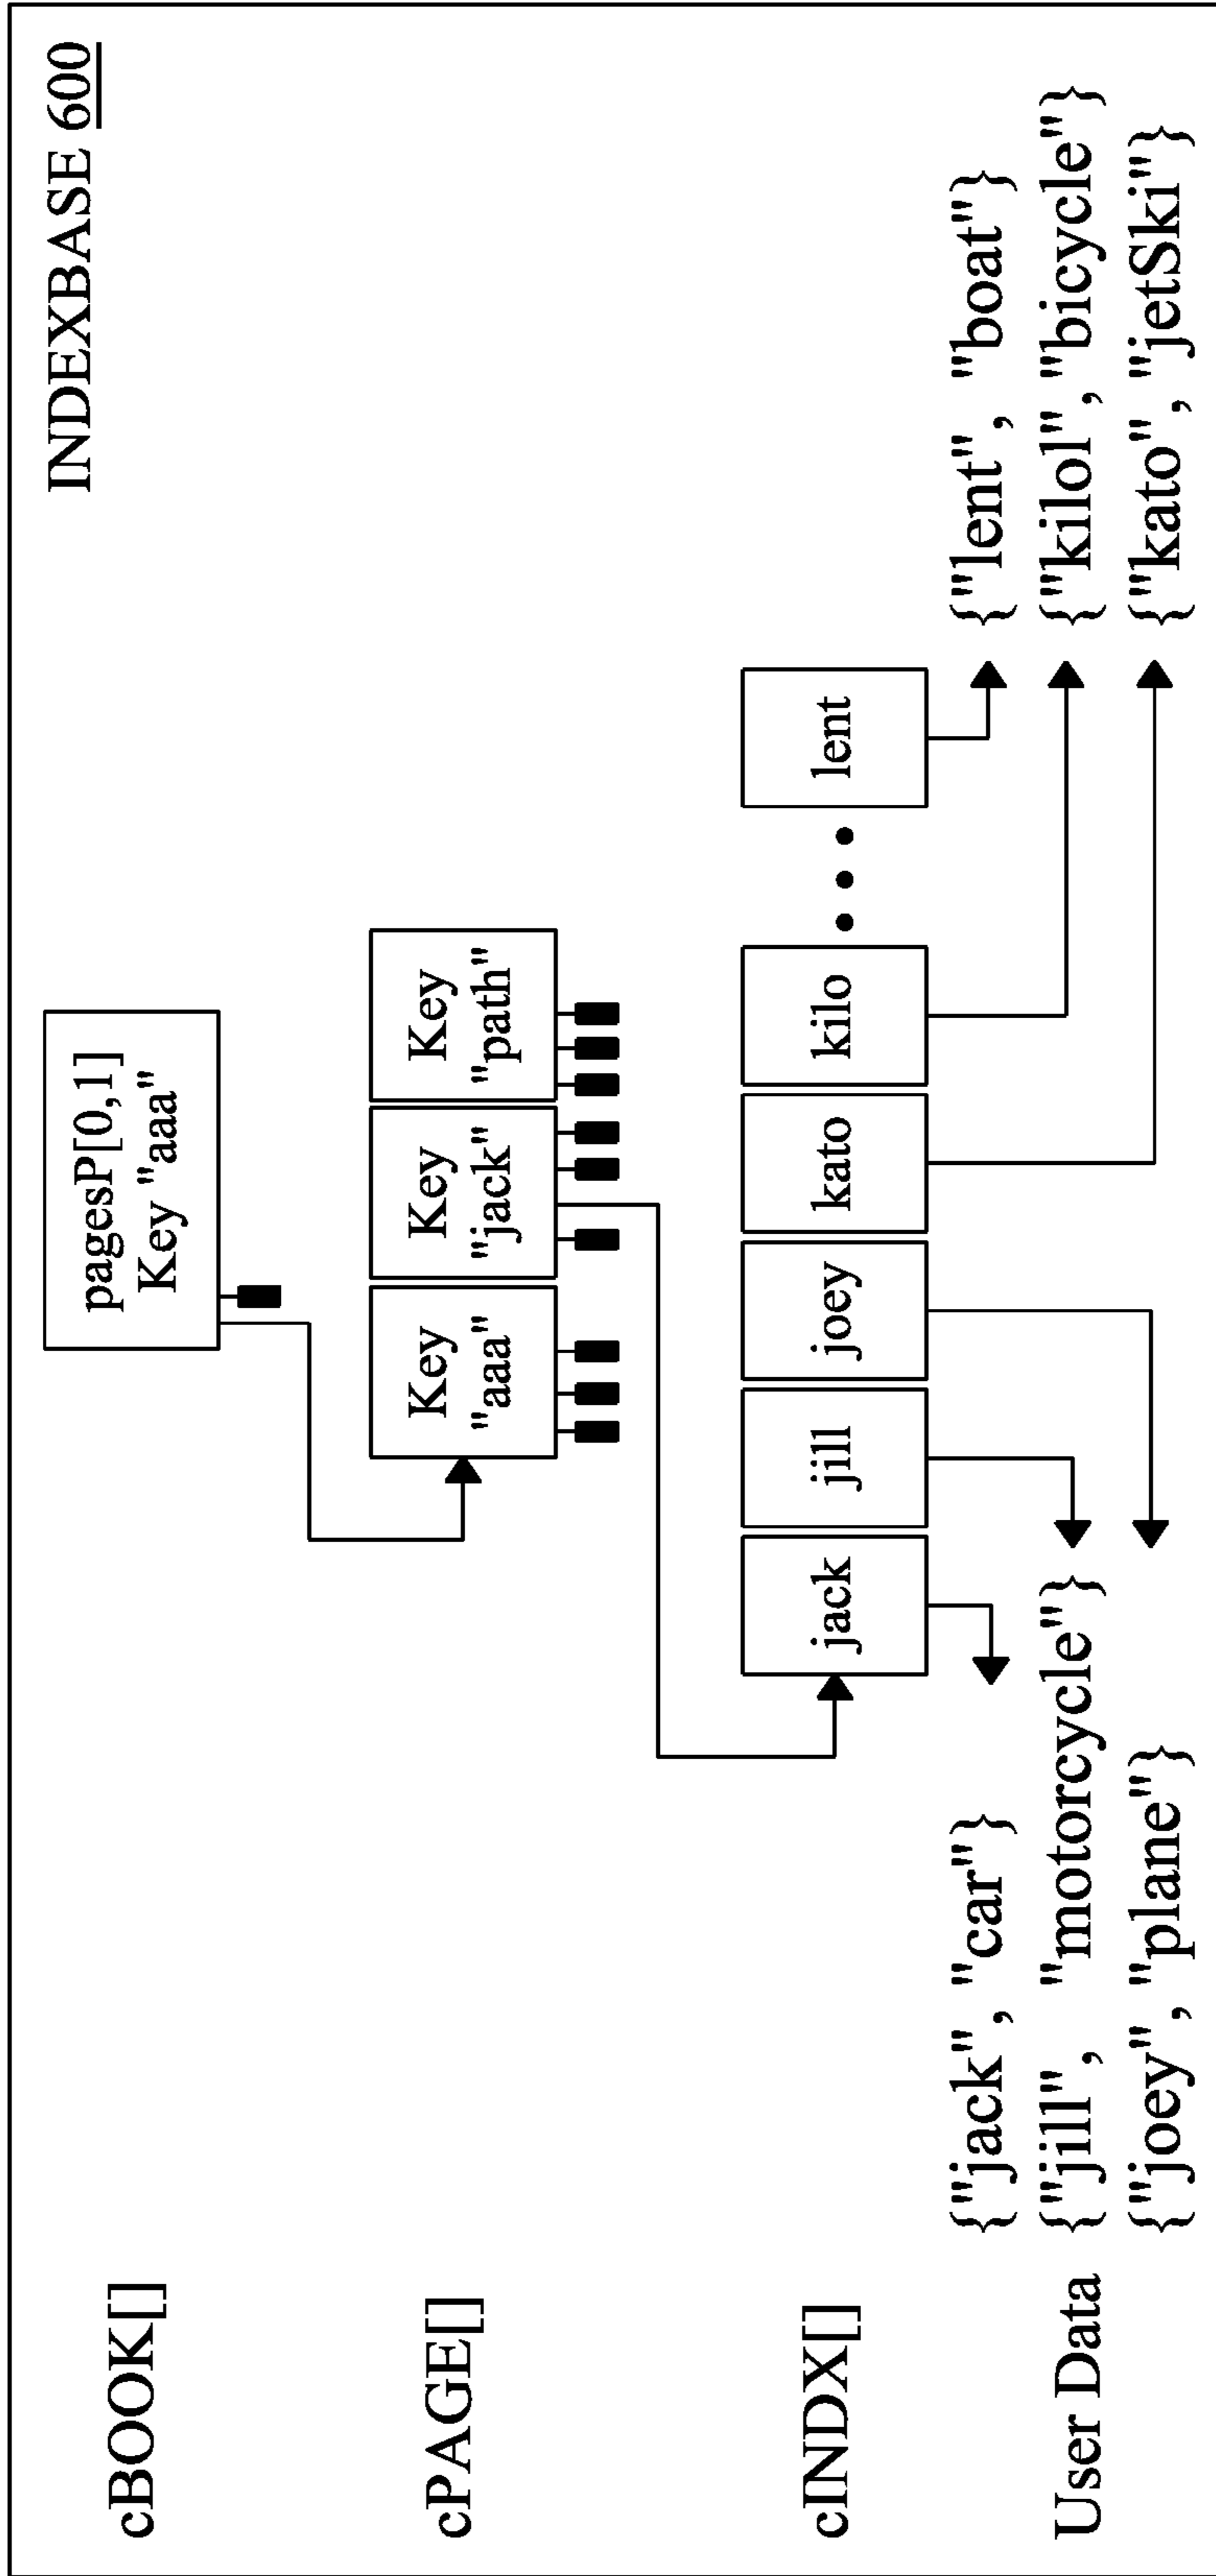 INDEXBASE 600
cBOOK[]
pagesP[0,1]
Key "aaa"
cPAGE[]
Key
"aaa"
Key
"jack"
Key
"path"
cINDX[]
jack
jill
joey
kato
kilo
lent
User Data
{"jack", "car"}
{"jill", "motorcycle"}
{"joey", "plane"}
{"lent", "boat"}
{"kilol","bicycle"}
{"kato", "jetSki"}